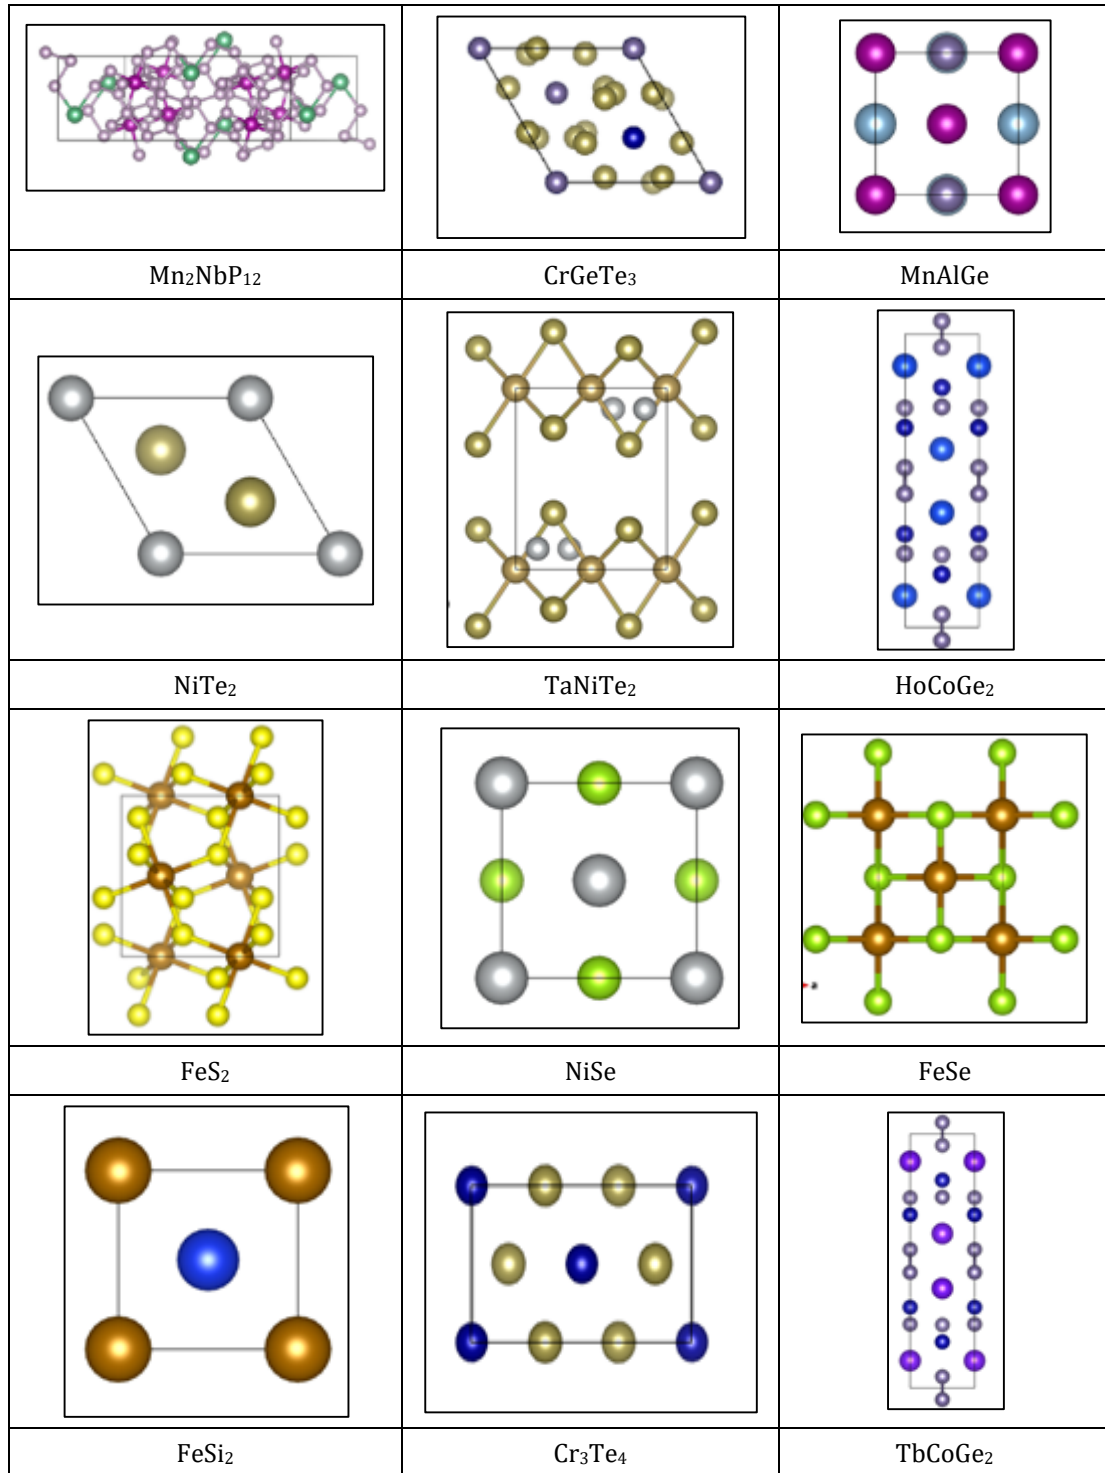 Mn₂NbP₁₂
CrGeTe₃
MnAlGe
NiTe₂
TaNiTe₂
HoCoGe₂
FeS₂
NiSe
FeSe
FeSi₂
Cr₃Te₄
TbCoGe₂